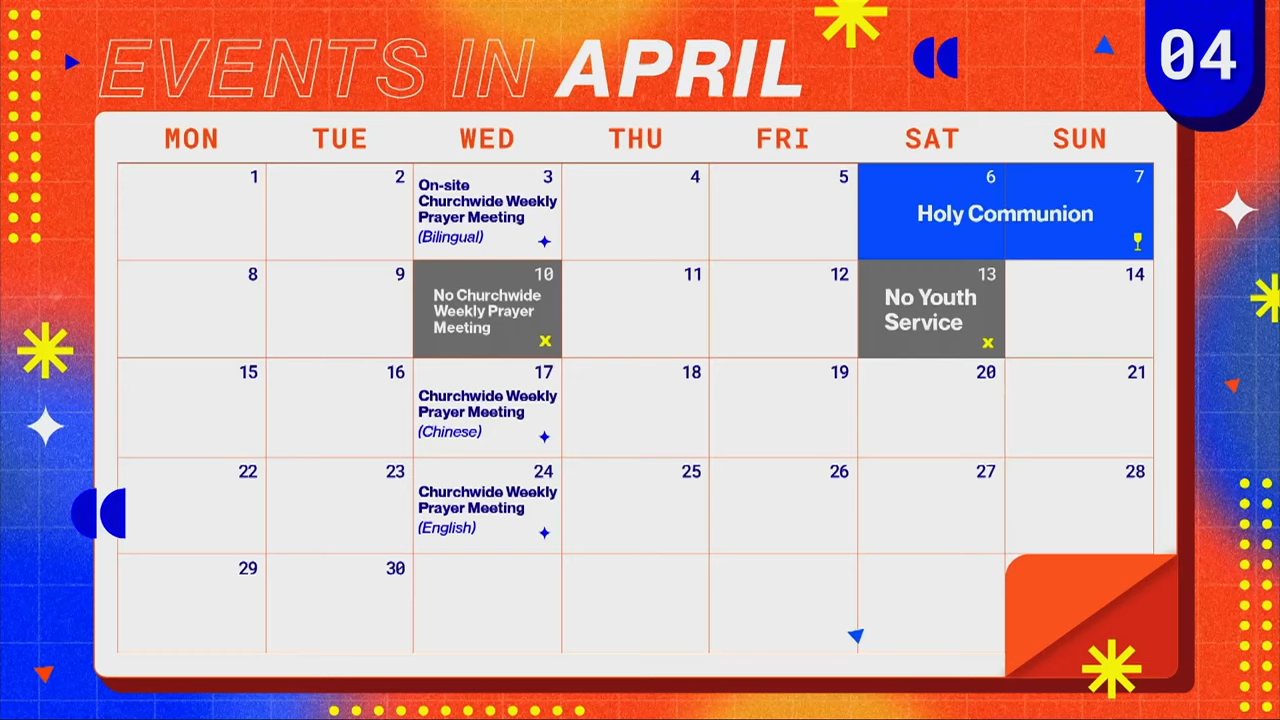 EVENTS IN APRIL
04
MON TUE WED THU FRI SAT SUN
1 2 3 4 5 6 7
On-site
Churchwide Weekly
Prayer Meeting
(Bilingual)
Holy Communion
8 9 10 11 12 13 14
No Churchwide
Weekly Prayer
Meeting
x
No Youth
Service
x
15 16 17 18 19 20 21
Churchwide Weekly
Prayer Meeting
(Chinese)
22 23 24 25 26 27 28
Churchwide Weekly
Prayer Meeting
(English)
29 30